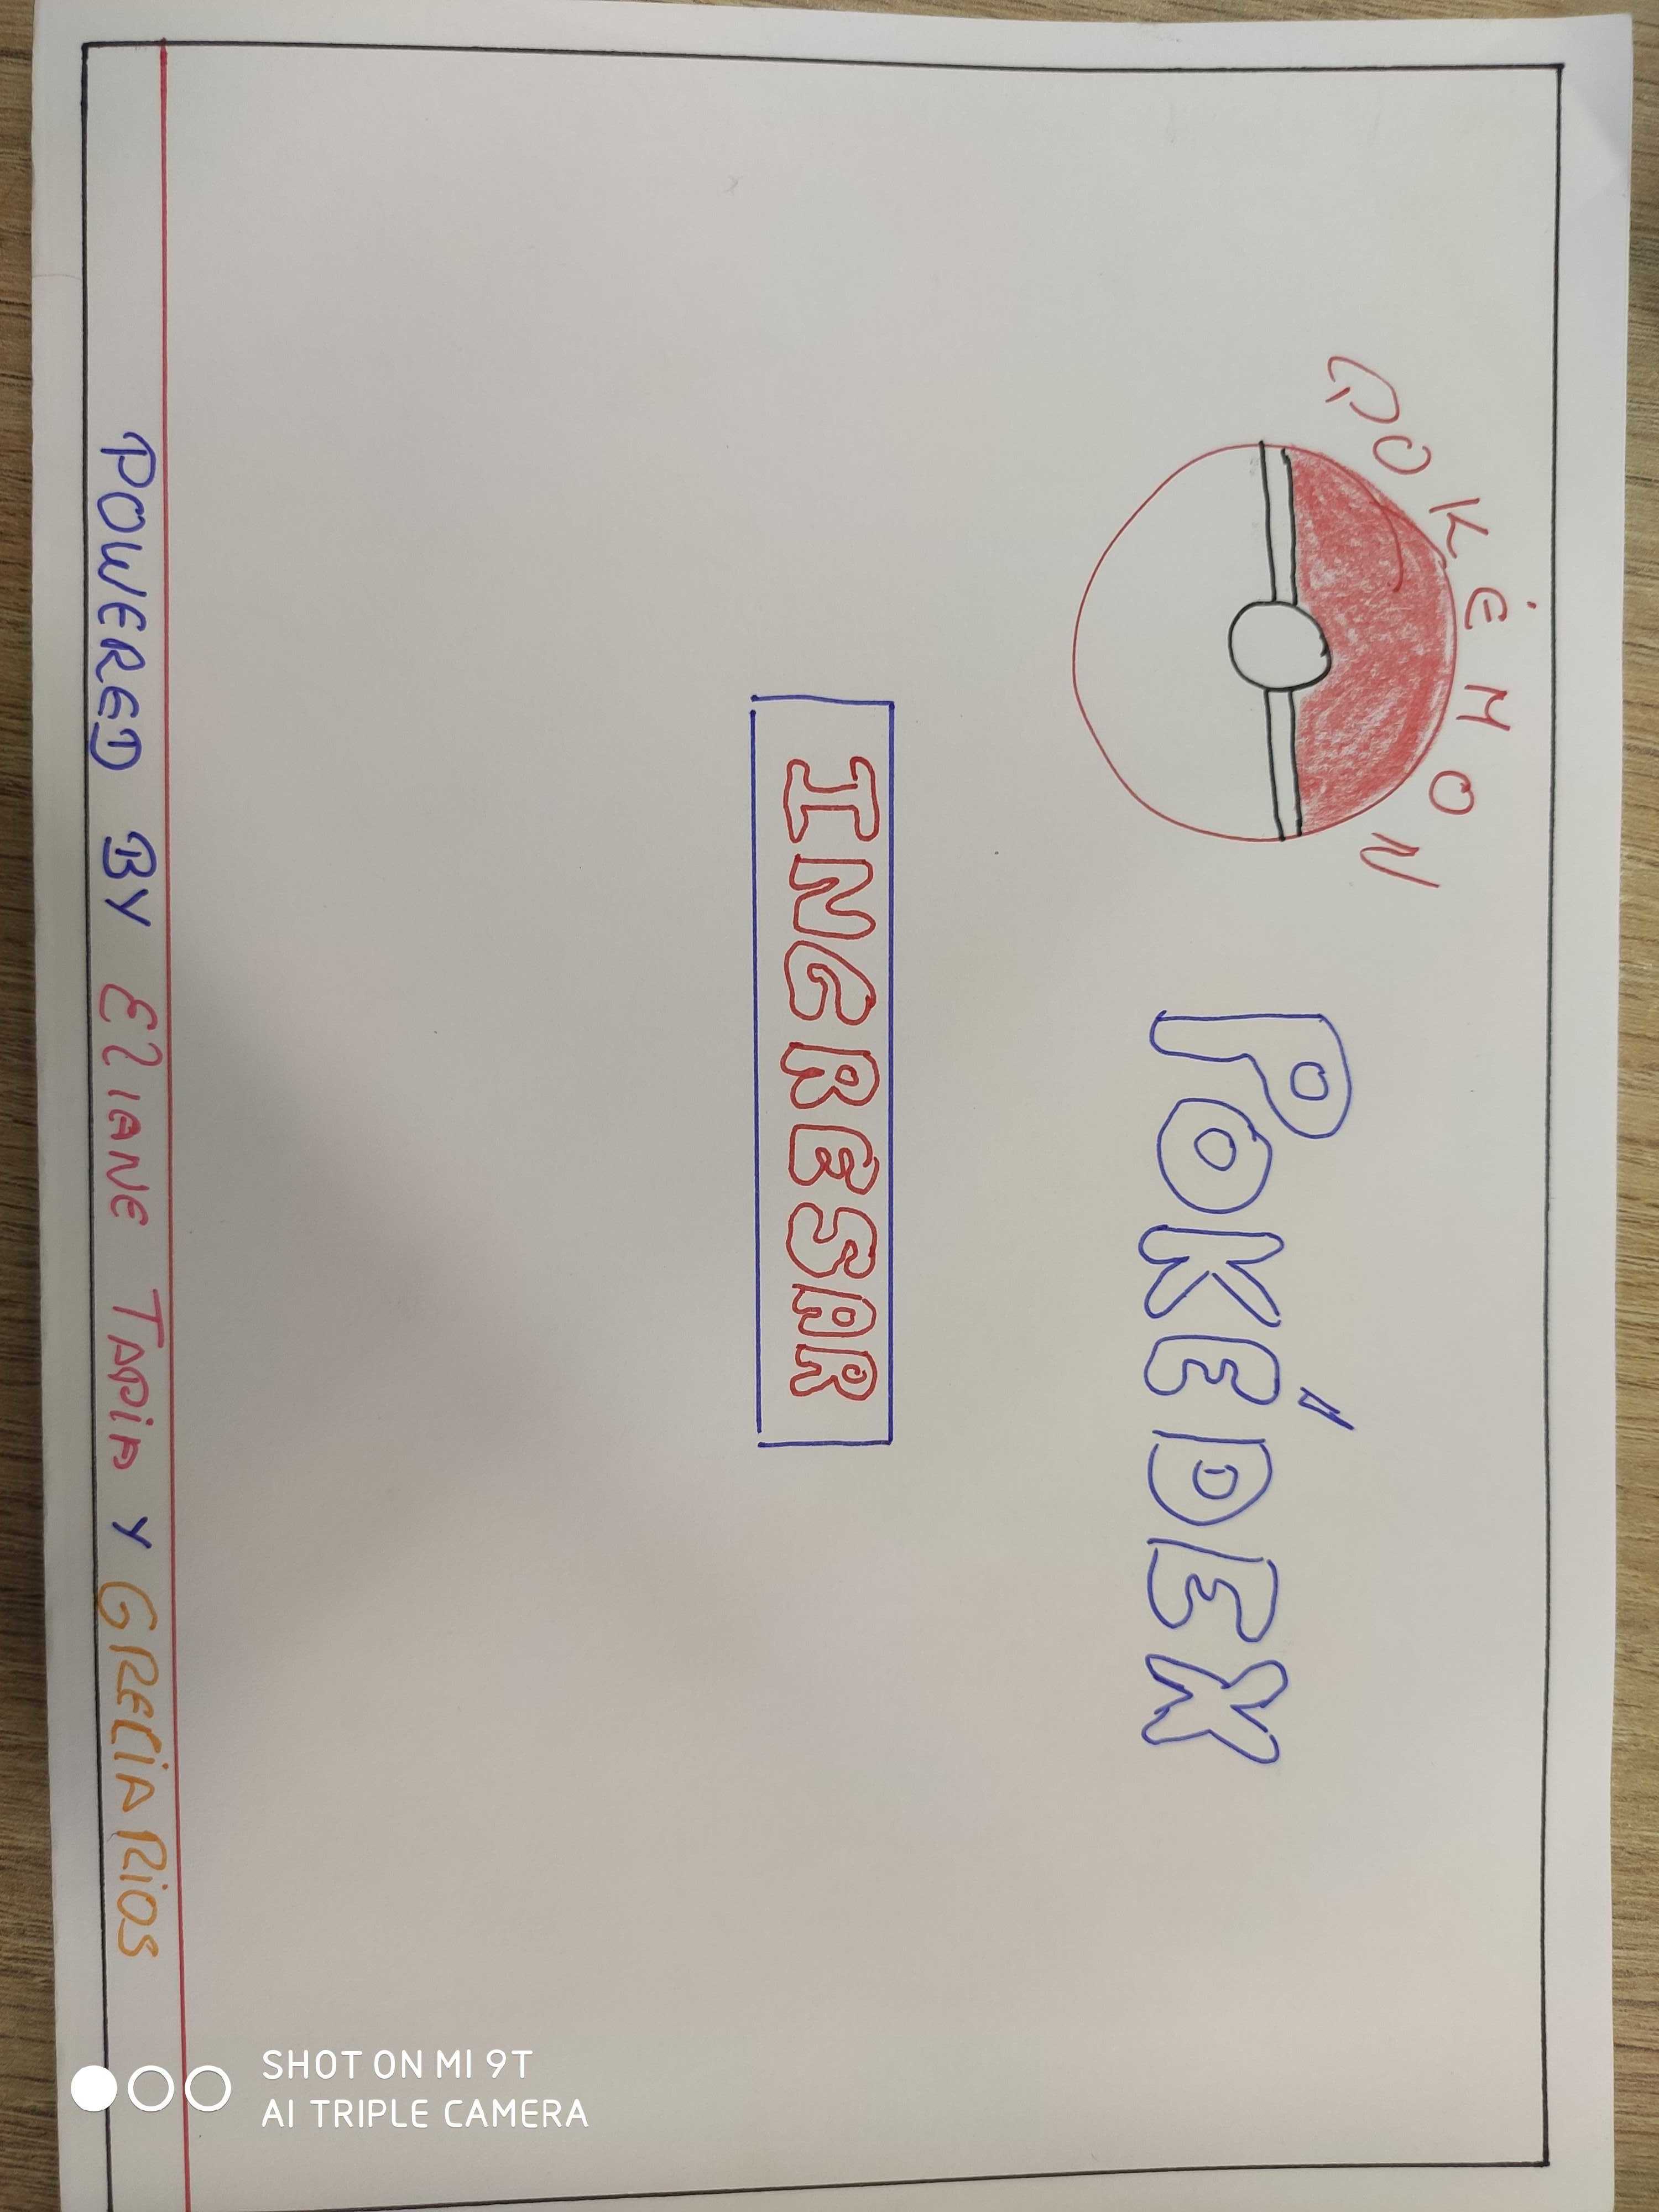 POKÉMON
POKÉDEX
INGRESAR
POWERED BY ELIANE TAPIA Y GRECIA RIOS
SHOT ON MI 9T
AI TRIPLE CAMERA